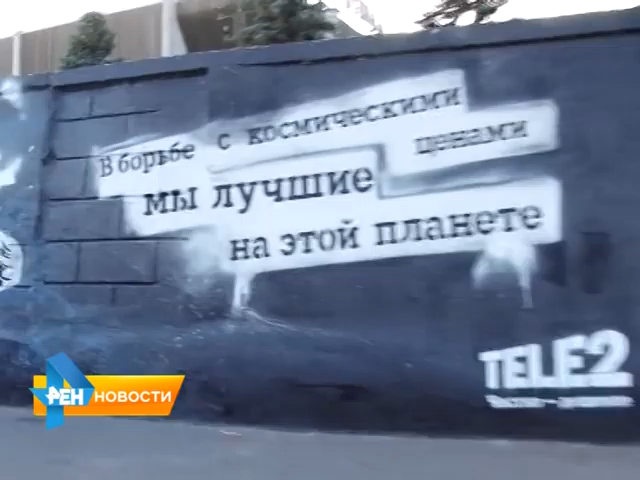 В борьбе с космическими
ценами
мы лучшие
на этой планете
TELE2
РЕН НОВОСТИ